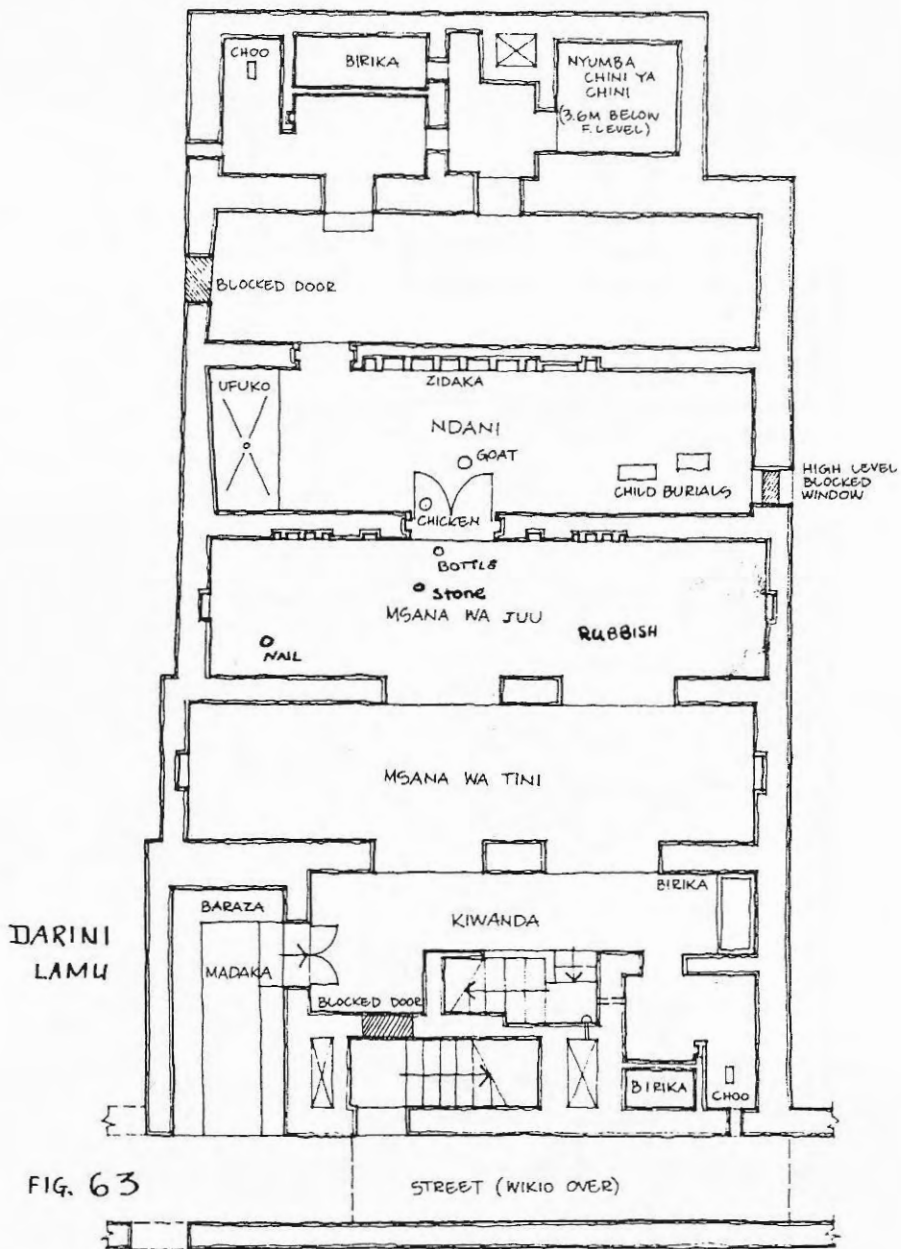 CHOO
BIRIKA
NYUMBA
CHINI YA
CHINI
(3.6M BELOW
F. LEVEL)
BLOCKED DOOR
UFUKO
ZIDAKA
NDANI
GOAT
CHILD BURIALS
HIGH LEVEL
BLOCKED
WINDOW
CHICKEN
BOTTLE
STONE
MSANA WA JUU
RUBBISH
NAIL
MSANA WA TINI
BIRIKA
BARAZA
KIWANDA
DARINI
LAMU
MADAKA
BLOCKED DOOR
BIRIKA
CHOO
FIG. 63
STREET (WIKIO OVER)